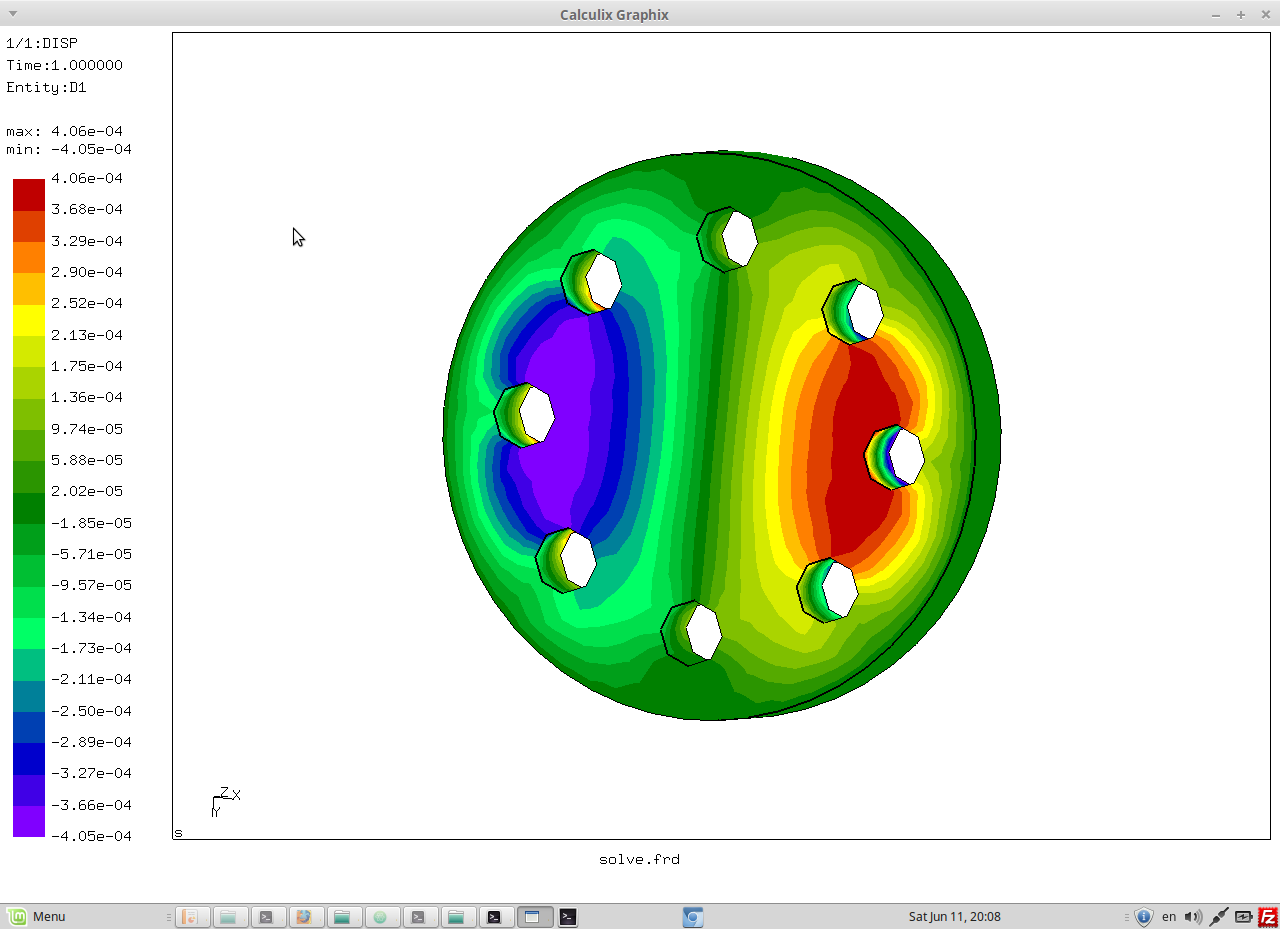 Calculix Graphix
1/1:DISP
Time:1.000000
Entity:D1
max: 4.06e-04
min: -4.05e-04
4.06e-04
3.68e-04
3.29e-04
2.90e-04
2.52e-04
2.13e-04
1.75e-04
1.36e-04
9.74e-05
5.88e-05
2.02e-05
-1.85e-05
-5.71e-05
-9.57e-05
-1.34e-04
-1.73e-04
-2.11e-04
-2.50e-04
-2.89e-04
-3.27e-04
-3.66e-04
-4.05e-04
Z X
Y
s
solve.frd
Menu
Sat Jun 11, 20:08
en
FZ